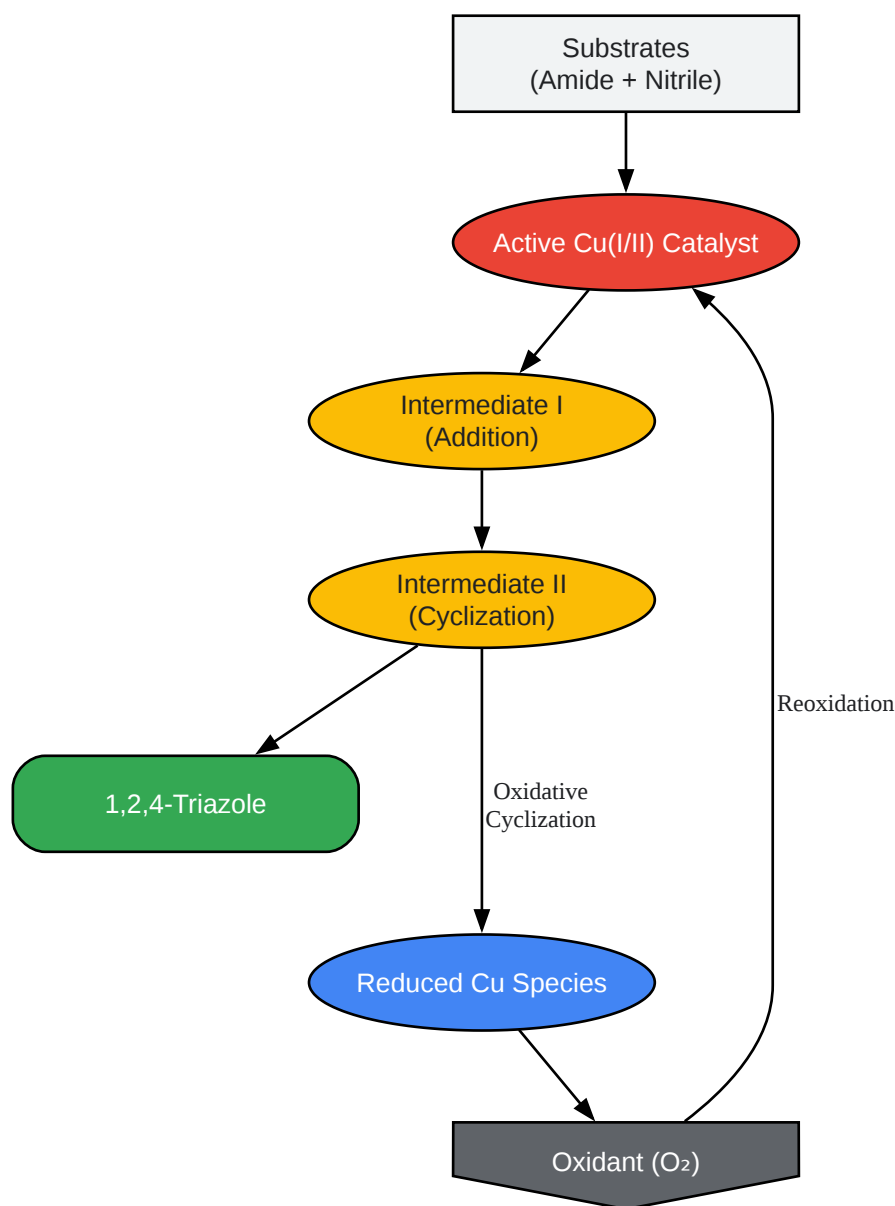 Substrates
(Amide + Nitrile)
Active Cu(I/II) Catalyst
Intermediate I
(Addition)
Intermediate II
(Cyclization)
Reoxidation
1,2,4-Triazole
Oxidative
Cyclization
Reduced Cu Species
Oxidant (O₂)